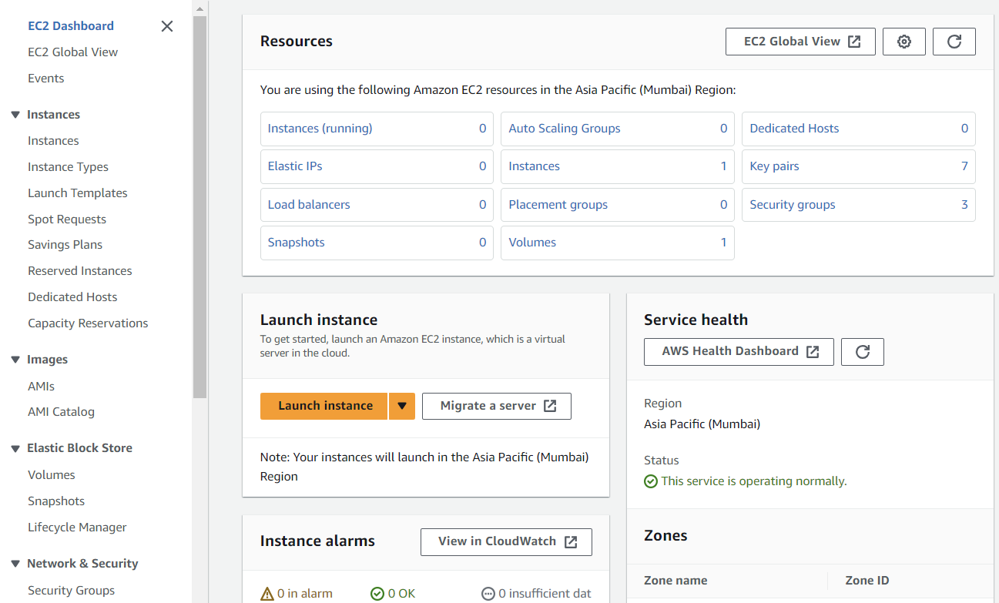 EC2 Dashboard
EC2 Global View
Events
Instances
Instances
Instance Types
Launch Templates
Spot Requests
Savings Plans
Reserved Instances
Dedicated Hosts
Capacity Reservations
Images
AMIs
AMI Catalog
Elastic Block Store
Volumes
Snapshots
Lifecycle Manager
Network & Security
Security Groups
Resources
EC2 Global View
You are using the following Amazon EC2 resources in the Asia Pacific (Mumbai) Region:
Instances (running) 0 Auto Scaling Groups 0 Dedicated Hosts 0
Elastic IPs 0 Instances 1 Key pairs 7
Load balancers 0 Placement groups 0 Security groups 3
Snapshots 0 Volumes 1
Launch instance
To get started, launch an Amazon EC2 instance, which is a virtual
server in the cloud.
Launch instance Migrate a server
Note: Your instances will launch in the Asia Pacific (Mumbai)
Region
Instance alarms View in CloudWatch
0 in alarm 0 OK 0 insufficient dat
Service health
AWS Health Dashboard
Region
Asia Pacific (Mumbai)
Status
This service is operating normally.
Zones
Zone name Zone ID